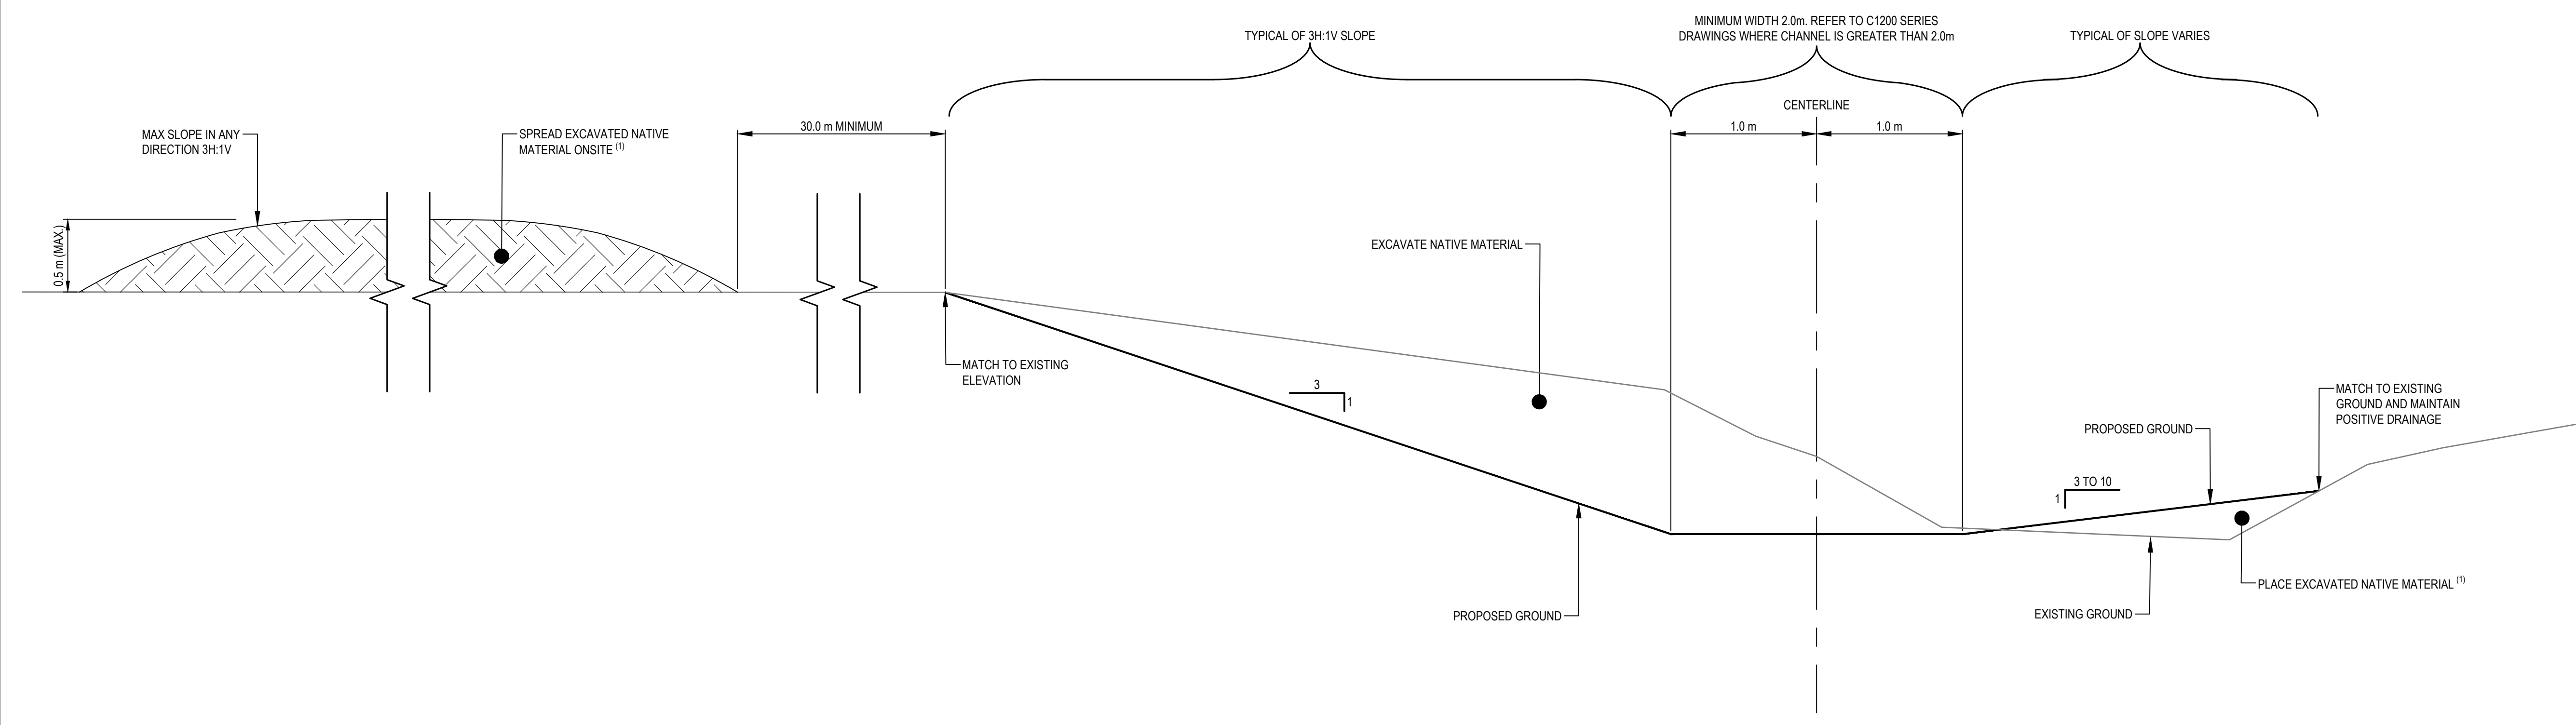 TYPICAL OF 3H:1V SLOPE
MINIMUM WIDTH 2.0m. REFER TO C1200 SERIES
DRAWINGS WHERE CHANNEL IS GREATER THAN 2.0m
TYPICAL OF SLOPE VARIES
CENTERLINE
MAX SLOPE IN ANY
DIRECTION 3H:1V
SPREAD EXCAVATED NATIVE
MATERIAL ONSITE (1)
30.0 m MINIMUM
1.0 m
1.0 m
0.5 m (MAX.)
EXCAVATE NATIVE MATERIAL
MATCH TO EXISTING
ELEVATION
3
1
MATCH TO EXISTING
GROUND AND MAINTAIN
POSITIVE DRAINAGE
PROPOSED GROUND
3 TO 10
1
PLACE EXCAVATED NATIVE MATERIAL (1)
PROPOSED GROUND
EXISTING GROUND